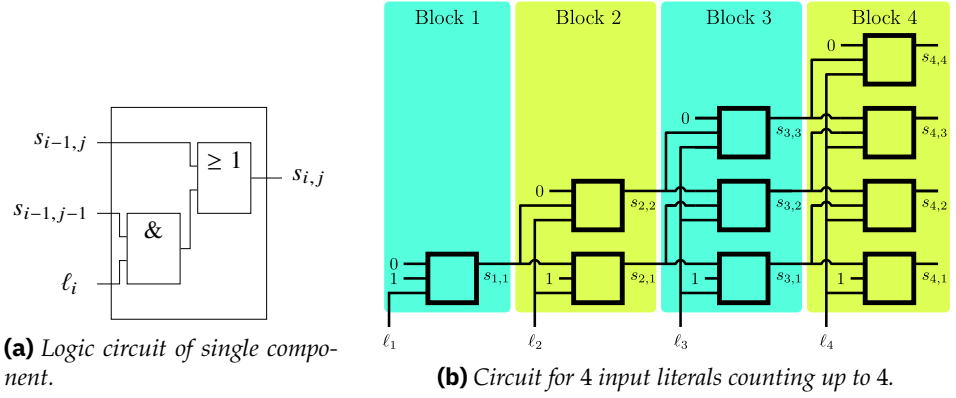 s_{i−1,j}
≥ 1
s_{i,j}
s_{i−1,j−1}
&
ℓ_i
(a) Logic circuit of single compo-
nent.
Block 1
Block 2
Block 3
Block 4
0
s_{4,4}
0
s_{3,3}
s_{4,3}
0
s_{2,2}
s_{3,2}
s_{4,2}
0
1
s_{1,1}
1
s_{2,1}
1
s_{3,1}
1
s_{4,1}
ℓ_1
ℓ_2
ℓ_3
ℓ_4
(b) Circuit for 4 input literals counting up to 4.